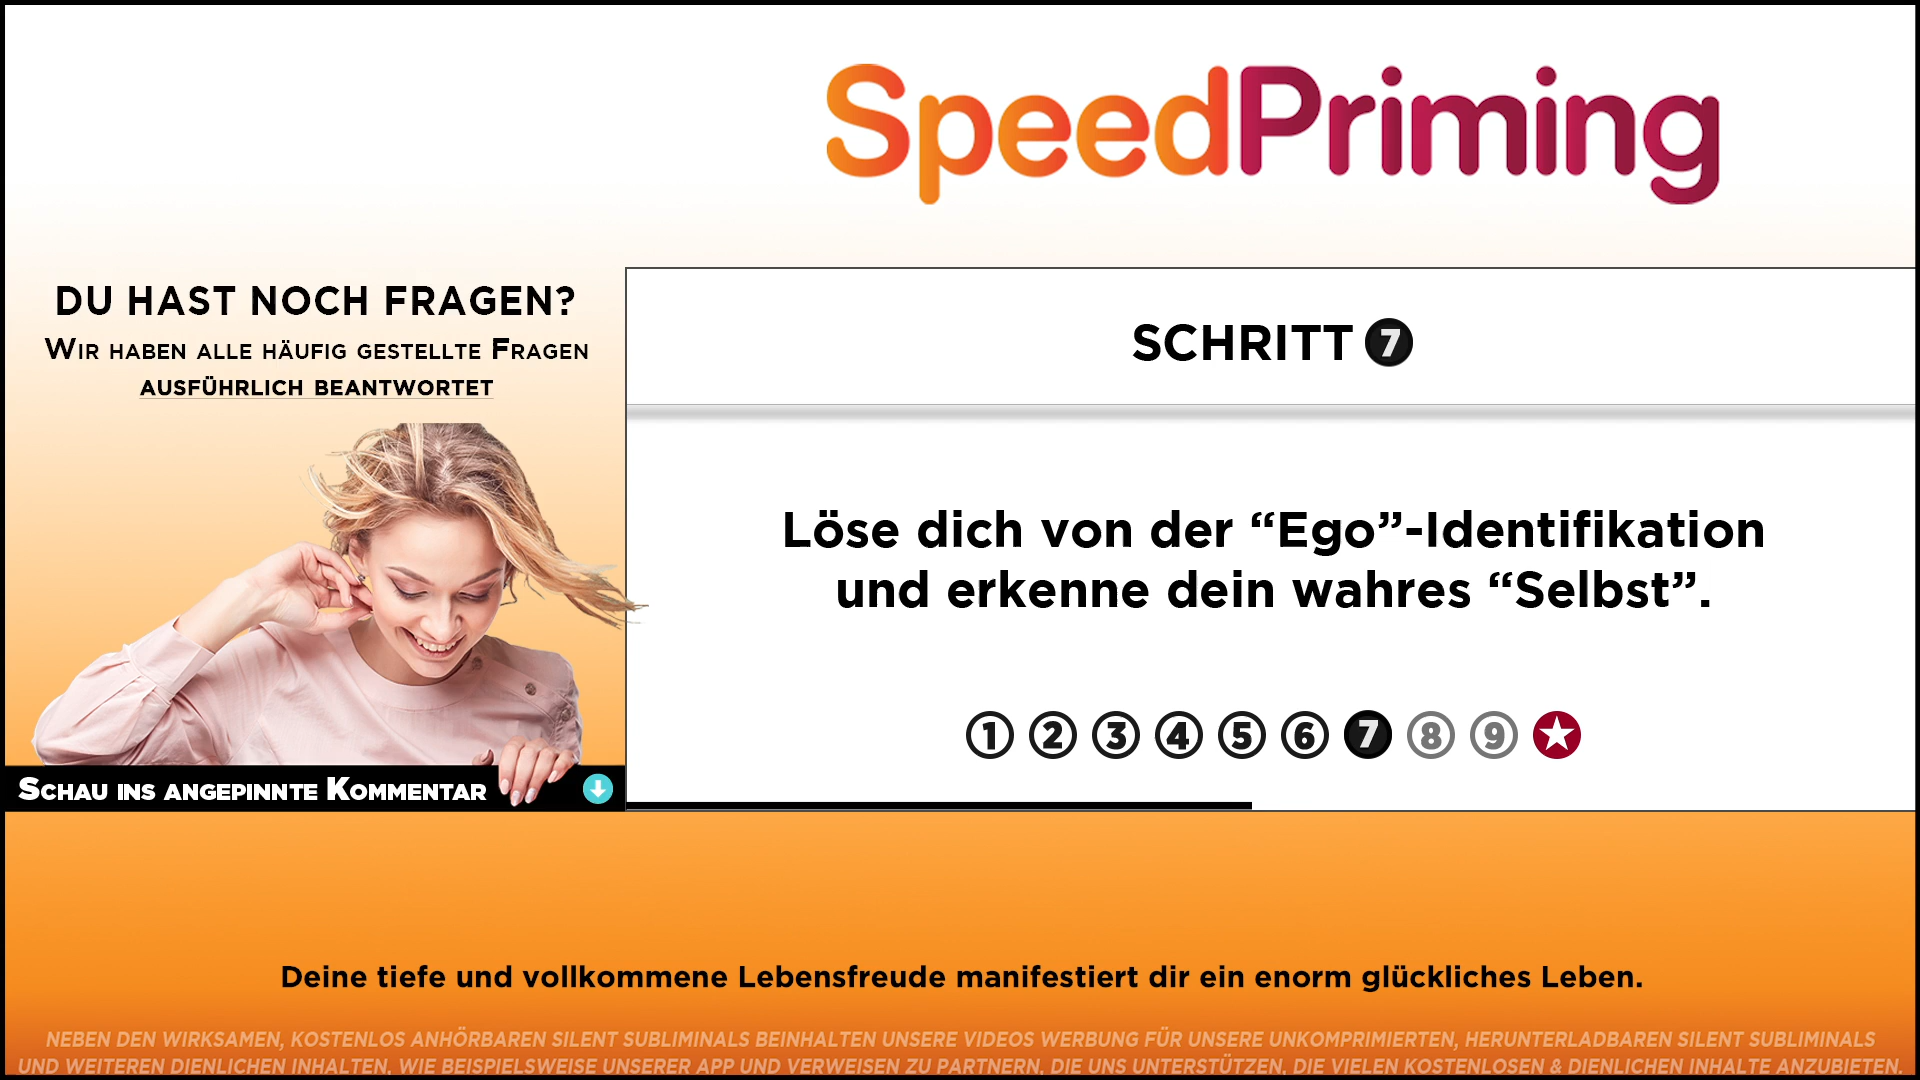 SpeedPriming
DU HAST NOCH FRAGEN?
WIR HABEN ALLE HÄUFIG GESTELLTE FRAGEN
AUSFÜHRLICH BEANTWORTET
SCHAU INS ANGEPINNTE KOMMENTAR
SCHRITT 7
Löse dich von der “Ego”-Identifikation
und erkenne dein wahres “Selbst”.
1 2 3 4 5 6 7 8 9
Deine tiefe und vollkommene Lebensfreude manifestiert dir ein enorm glückliches Leben.
NEBEN DEN WIRKSAMEN, KOSTENLOS ANHÖRBAREN SILENT SUBLIMINALS BEINHALTEN UNSERE VIDEOS WERBUNG FÜR UNSERE UNKOMPRIMIERTEN, HERUNTERLADBAREN SILENT SUBLIMINALS
UND WEITEREN DIENLICHEN INHALTEN, WIE BEISPIELSWEISE UNSERER APP UND VERWEISEN ZU PARTNERN, DIE UNS UNTERSTÜTZEN, DIE VIELEN KOSTENLOSEN & DIENLICHEN INHALTE ANZUBIETEN.